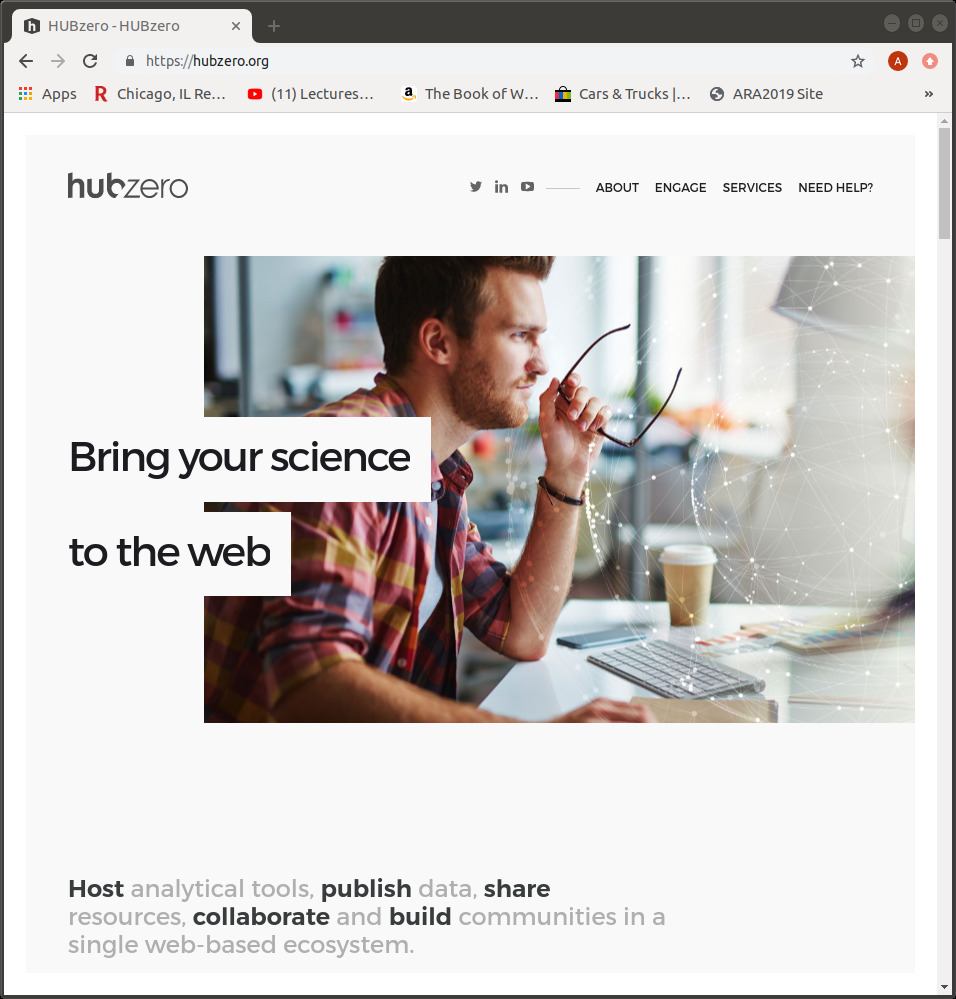 HUBzero - HUBzero
https://hubzero.org
A
Apps
Chicago, IL Re…
(11) Lectures…
The Book of W…
Cars & Trucks |…
ARA2019 Site
»
hubzero
ABOUT
ENGAGE
SERVICES
NEED HELP?
Bring your science
to the web
Host analytical tools, publish data, share
resources, collaborate and build communities in a
single web-based ecosystem.